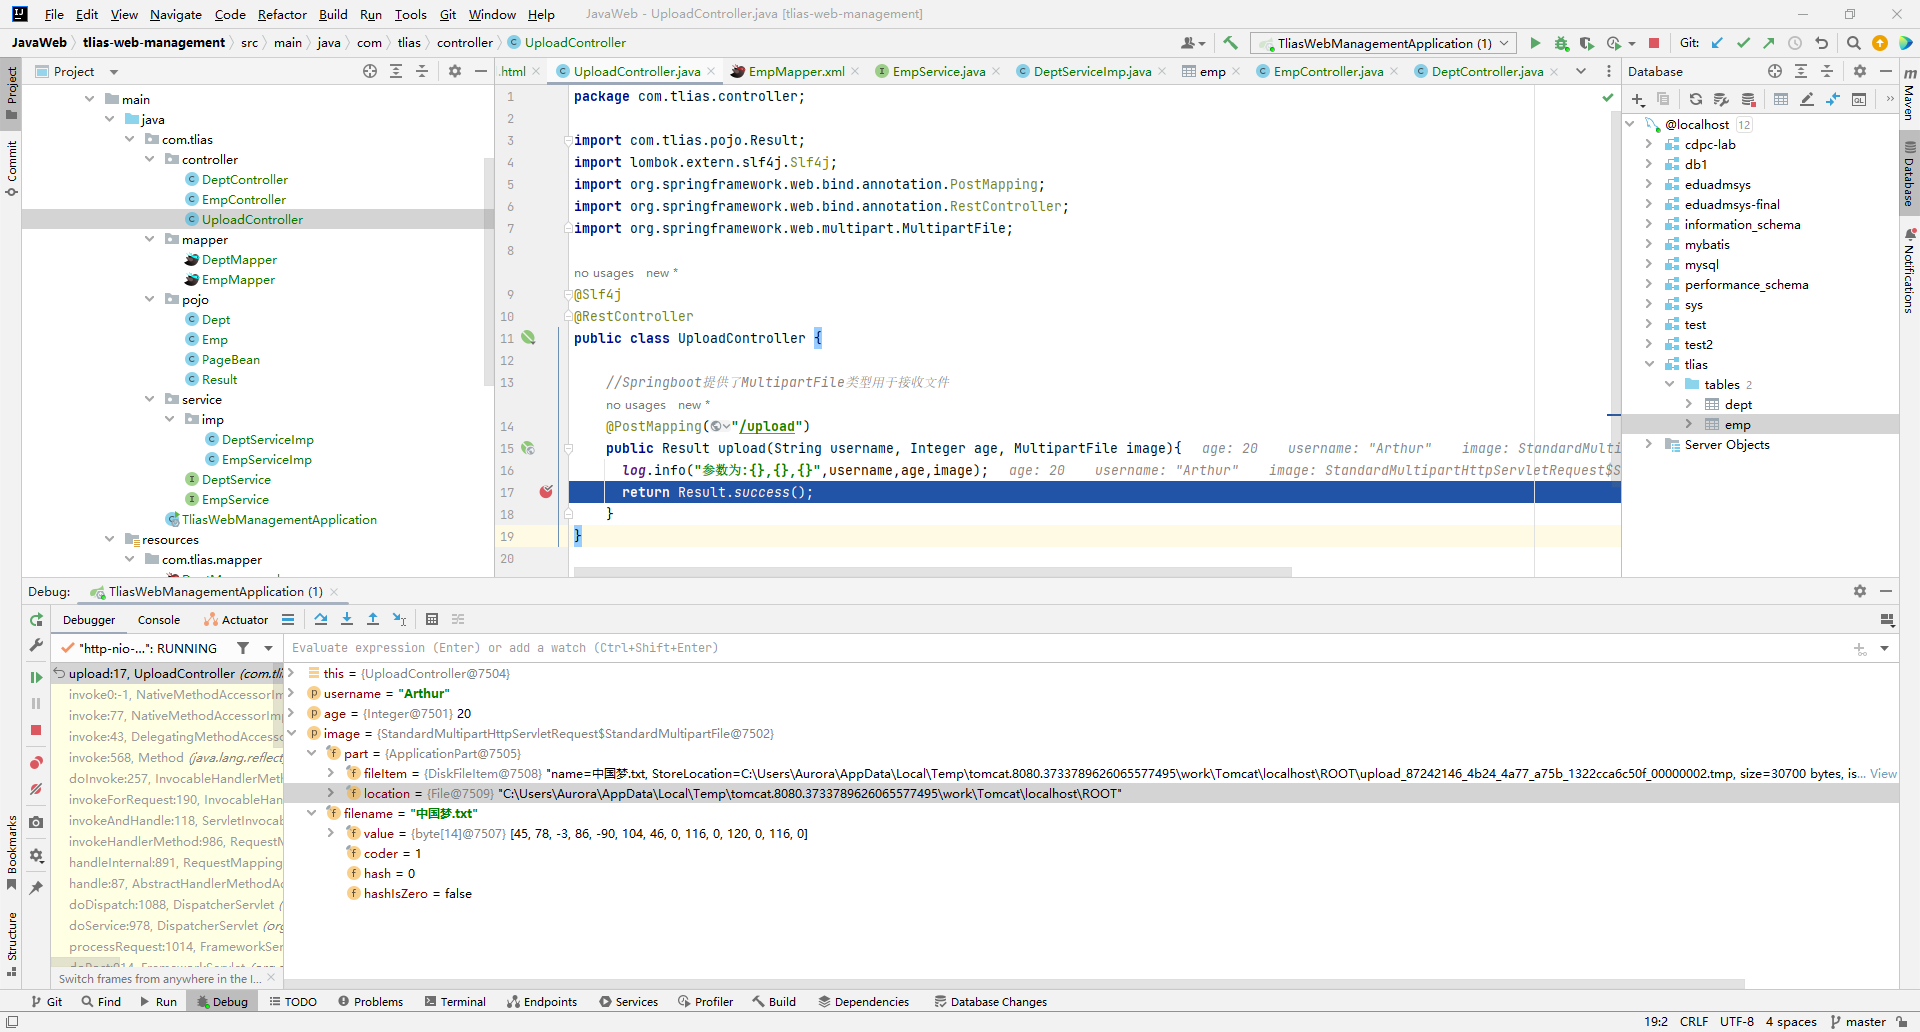 File Edit View Navigate Code Refactor Build Run Tools Git Window Help JavaWeb - UploadController.java [tlias-web-management]
JavaWeb tlias-web-management src main java com tlias controller UploadController
TliasWebManagementApplication (1) Git:
Project
.html UploadController.java EmpMapper.xml EmpService.java DeptServiceImp.java emp EmpController.java DeptController.java
Database
Project
Commit
Bookmarks
Structure
main
java
com.tlias
controller
DeptController
EmpController
UploadController
mapper
DeptMapper
EmpMapper
pojo
Dept
Emp
PageBean
Result
service
imp
DeptServiceImp
EmpServiceImp
DeptService
EmpService
TliasWebManagementApplication
resources
com.tlias.mapper
1 package com.tlias.controller;
2
3 import com.tlias.pojo.Result;
4 import lombok.extern.slf4j.Slf4j;
5 import org.springframework.web.bind.annotation.PostMapping;
6 import org.springframework.web.bind.annotation.RestController;
7 import org.springframework.web.multipart.MultipartFile;
8
no usages new *
9 @Slf4j
10 @RestController
11 public class UploadController {
12
13 //Springboot提供了MultipartFile类型用于接收文件
no usages new *
14 @PostMapping("/upload")
15 public Result upload(String username, Integer age, MultipartFile image){ age: 20 username: "Arthur" image: StandardMulti
16 log.info("参数为:{},{},{}",username,age,image); age: 20 username: "Arthur" image: StandardMultipartHttpServletRequest$S
17 return Result.success();
18 }
19 }
20
@localhost 12
cdpc-lab
db1
eduadmsys
eduadmsys-final
information_schema
mybatis
mysql
performance_schema
sys
test
test2
tlias
tables 2
dept
emp
Server Objects
Maven
Database
Notifications
Debug: TliasWebManagementApplication (1)
Debugger Console Actuator
"http-nio-...": RUNNING
Evaluate expression (Enter) or add a watch (Ctrl+Shift+Enter)
upload:17, UploadController (com.tli
invoke0:-1, NativeMethodAccessorIm
invoke:77, NativeMethodAccessorImp
invoke:43, DelegatingMethodAccesso
invoke:568, Method (java.lang.reflect
doInvoke:257, InvocableHandlerMeth
invokeForRequest:190, InvocableHan
invokeAndHandle:118, ServletInvocab
invokeHandlerMethod:986, RequestM
handleInternal:891, RequestMapping
handle:87, AbstractHandlerMethodAd
doDispatch:1088, DispatcherServlet (
doService:978, DispatcherServlet (org
processRequest:1014, FrameworkSer
Switch frames from anywhere in the I...
this = {UploadController@7504}
username = "Arthur"
age = {Integer@7501} 20
image = {StandardMultipartHttpServletRequest$StandardMultipartFile@7502}
part = {ApplicationPart@7505}
fileItem = {DiskFileItem@7508} "name=中国梦.txt, StoreLocation=C:\Users\Aurora\AppData\Local\Temp\tomcat.8080.3733789626065577495\work\Tomcat\localhost\ROOT\upload_87242146_4b24_4a77_a75b_1322cca6c50f_00000002.tmp, size=30700 bytes, is... View
location = {File@7509} "C:\Users\Aurora\AppData\Local\Temp\tomcat.8080.3733789626065577495\work\Tomcat\localhost\ROOT"
filename = "中国梦.txt"
value = {byte[14]@7507} [45, 78, -3, 86, -90, 104, 46, 0, 116, 0, 120, 0, 116, 0]
coder = 1
hash = 0
hashIsZero = false
Git Find Run Debug TODO Problems Terminal Endpoints Services Profiler Build Dependencies Database Changes
19:2 CRLF UTF-8 4 spaces master